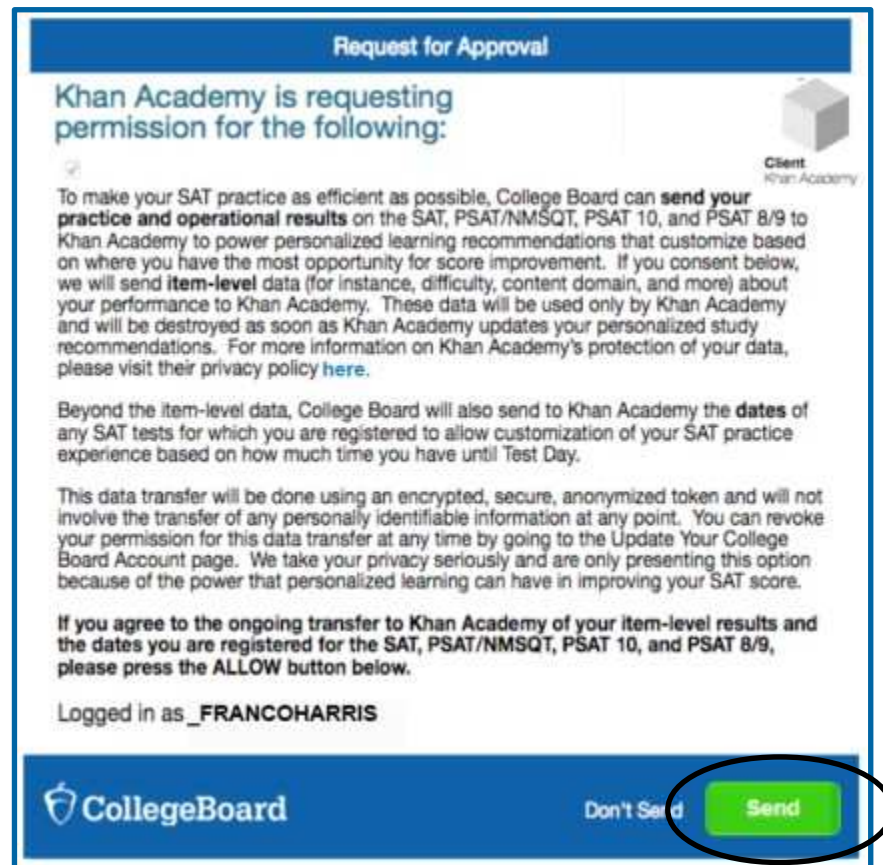 Request for Approval
Khan Academy is requesting
permission for the following:
Client
Khan Academy
To make your SAT practice as efficient as possible, College Board can send your
practice and operational results on the SAT, PSAT/NMSQT, PSAT 10, and PSAT 8/9 to
Khan Academy to power personalized learning recommendations that customize based
on where you have the most opportunity for score improvement. If you consent below,
we will send item-level data (for instance, difficulty, content domain, and more) about
your performance to Khan Academy. These data will be used only by Khan Academy
and will be destroyed as soon as Khan Academy updates your personalized study
recommendations. For more information on Khan Academy's protection of your data,
please visit their privacy policy here.
Beyond the item-level data, College Board will also send to Khan Academy the dates of
any SAT tests for which you are registered to allow customization of your SAT practice
experience based on how much time you have until Test Day.
This data transfer will be done using an encrypted, secure, anonymized token and will not
involve the transfer of any personally identifiable information at any point. You can revoke
your permission for this data transfer at any time by going to the Update Your College
Board Account page. We take your privacy seriously and are only presenting this option
because of the power that personalized learning can have in improving your SAT score.
If you agree to the ongoing transfer to Khan Academy of your item-level results and
the dates you are registered for the SAT, PSAT/NMSQT, PSAT 10, and PSAT 8/9,
please press the ALLOW button below.
Logged in as _FRANCOHARRIS
CollegeBoard
Don't Send
Send